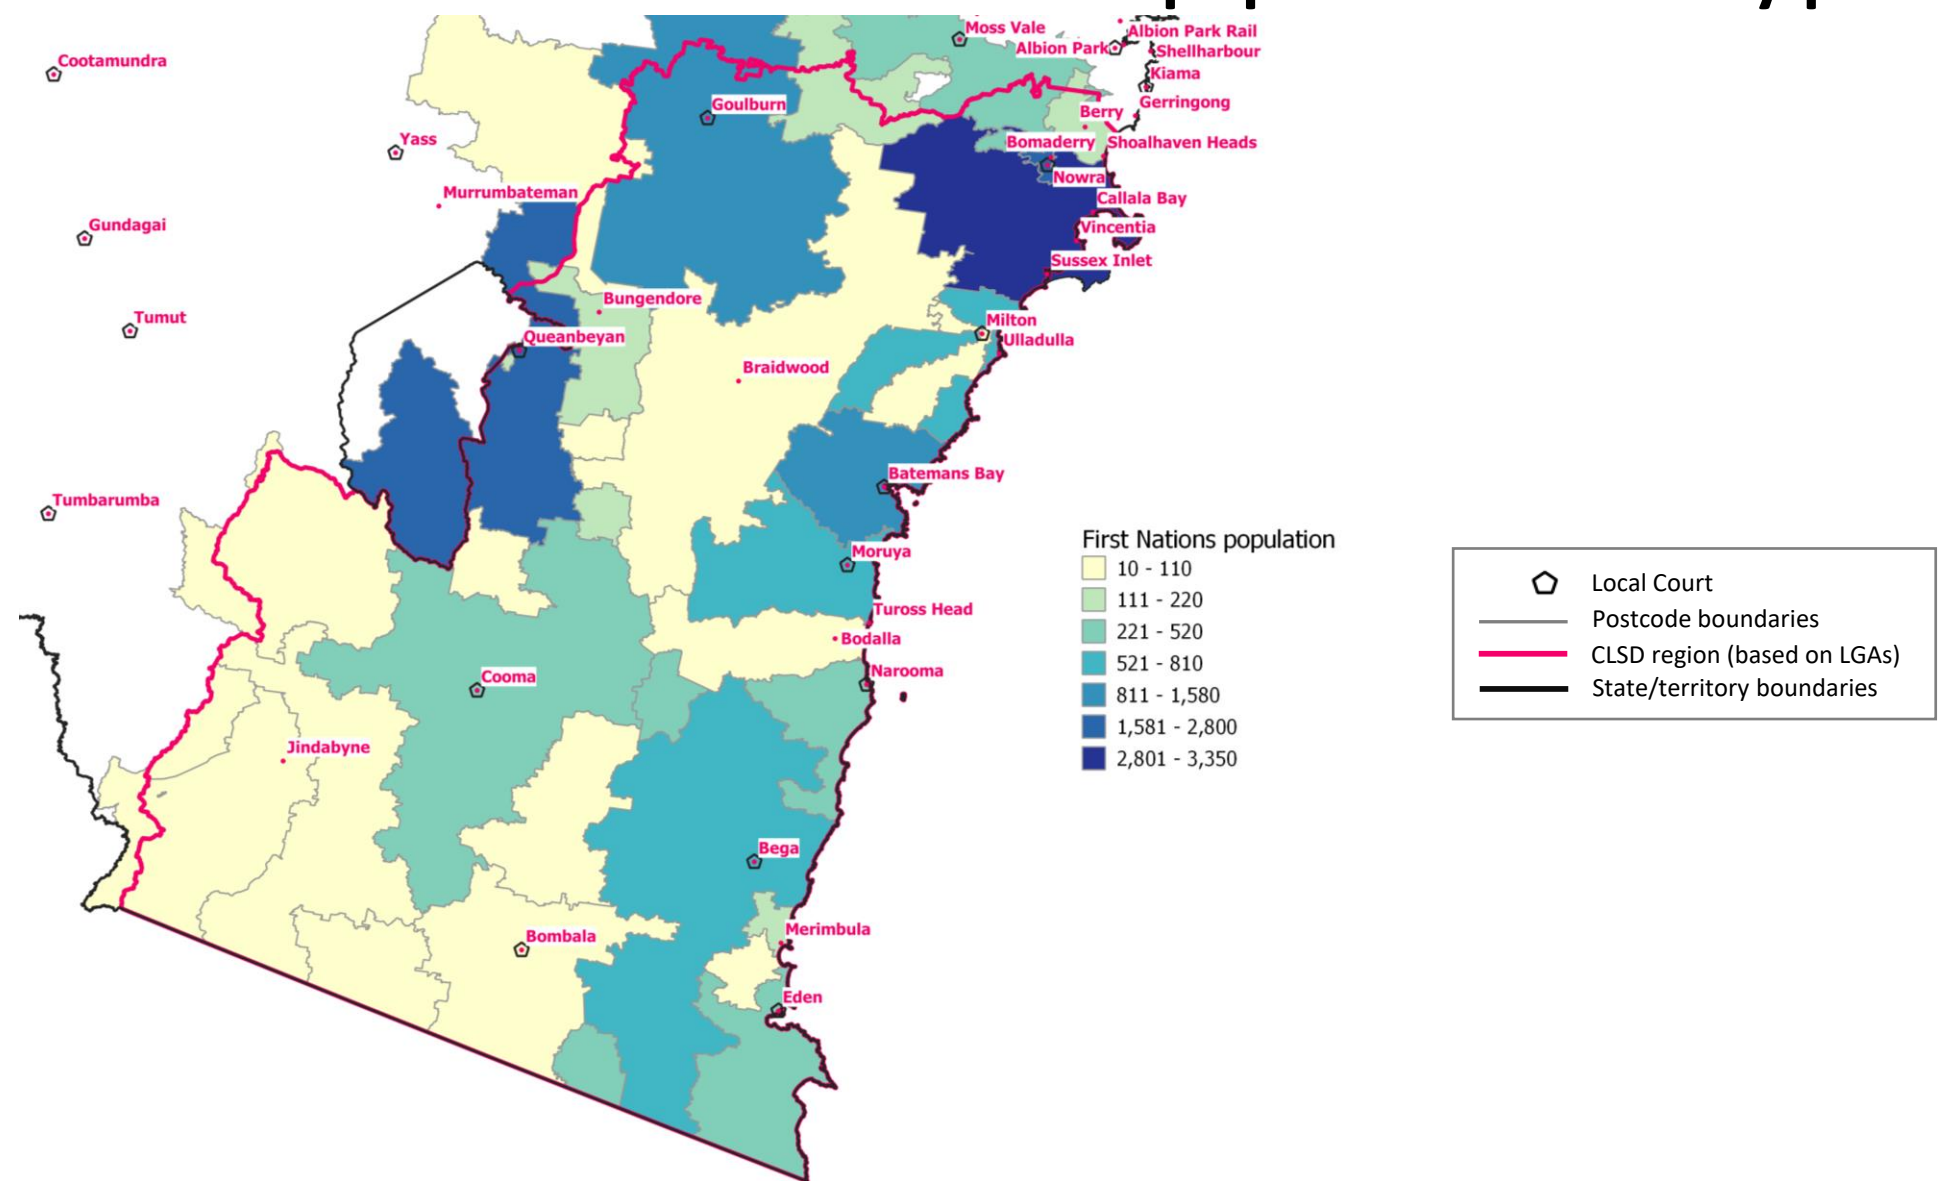 Moss Vale
Albion Park Rail
Albion Park
Shellharbour
Cootamundra
Kiama
Goulburn
Gerringong
Berry
Yass
Bomaderry
Shoalhaven Heads
Nowra
Murrumbateman
Callala Bay
Gundagai
Vincentia
Sussex Inlet
Bungendore
Tumut
Milton
Queanbeyan
Ulladulla
Braidwood
Batemans Bay
Tumbarumba
First Nations population
10 - 110
111 - 220
221 - 520
521 - 810
811 - 1,580
1,581 - 2,800
2,801 - 3,350
Local Court
Postcode boundaries
CLSD region (based on LGAs)
State/territory boundaries
Moruya
Tuross Head
Bodalla
Narooma
Cooma
Jindabyne
Bega
Merimbula
Bombala
Eden